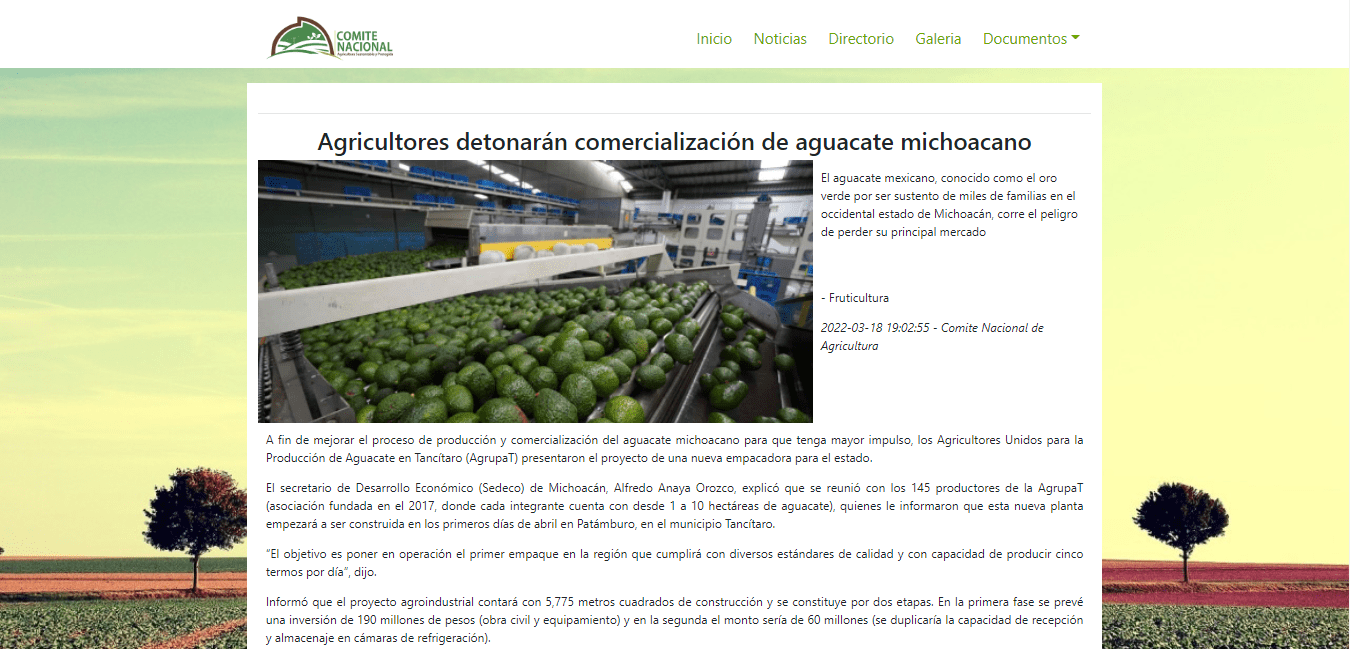 COMITE
NACIONAL
Agricultura Sustentable y Protegida
Inicio Noticias Directorio Galeria Documentos
Agricultores detonarán comercialización de aguacate michoacano
El aguacate mexicano, conocido como el oro
verde por ser sustento de miles de familias en el
occidental estado de Michoacán, corre el peligro
de perder su principal mercado
- Fruticultura
2022-03-18 19:02:55 - Comite Nacional de
Agricultura
A fin de mejorar el proceso de producción y comercialización del aguacate michoacano para que tenga mayor impulso, los Agricultores Unidos para la
Producción de Aguacate en Tancítaro (AgrupaT) presentaron el proyecto de una nueva empacadora para el estado.
El secretario de Desarrollo Económico (Sedeco) de Michoacán, Alfredo Anaya Orozco, explicó que se reunió con los 145 productores de la AgrupaT
(asociación fundada en el 2017, donde cada integrante cuenta con desde 1 a 10 hectáreas de aguacate), quienes le informaron que esta nueva planta
empezará a ser construida en los primeros días de abril en Patámburo, en el municipio Tancítaro.
“El objetivo es poner en operación el primer empaque en la región que cumplirá con diversos estándares de calidad y con capacidad de producir cinco
termos por día”, dijo.
Informó que el proyecto agroindustrial contará con 5,775 metros cuadrados de construcción y se constituye por dos etapas. En la primera fase se prevé
una inversión de 190 millones de pesos (obra civil y equipamiento) y en la segunda el monto sería de 60 millones (se duplicaría la capacidad de recepción
y almacenaje en cámaras de refrigeración).